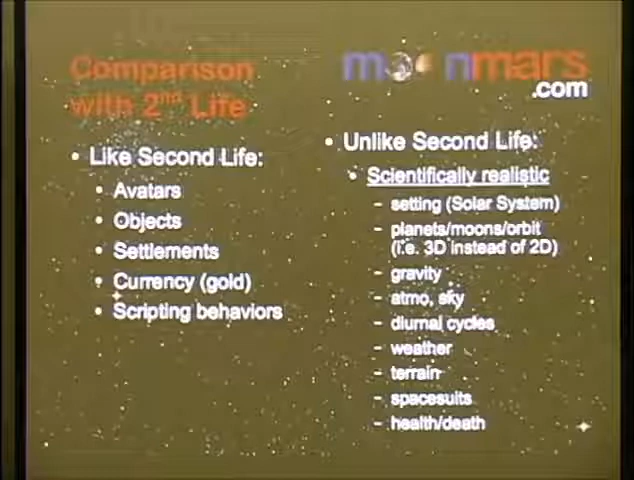 Comparison
with 2nd Life
• Like Second Life:
• Avatars
• Objects
• Settlements
• Currency (gold)
• Scripting behaviors
moonmars
.com
• Unlike Second Life:
• Scientifically realistic
– setting (Solar System)
– planets/moons/orbit
(i.e. 3D instead of 2D)
– gravity
– atmo, sky
– diurnal cycles
– weather
– terrain
– spacesuits
– health/death